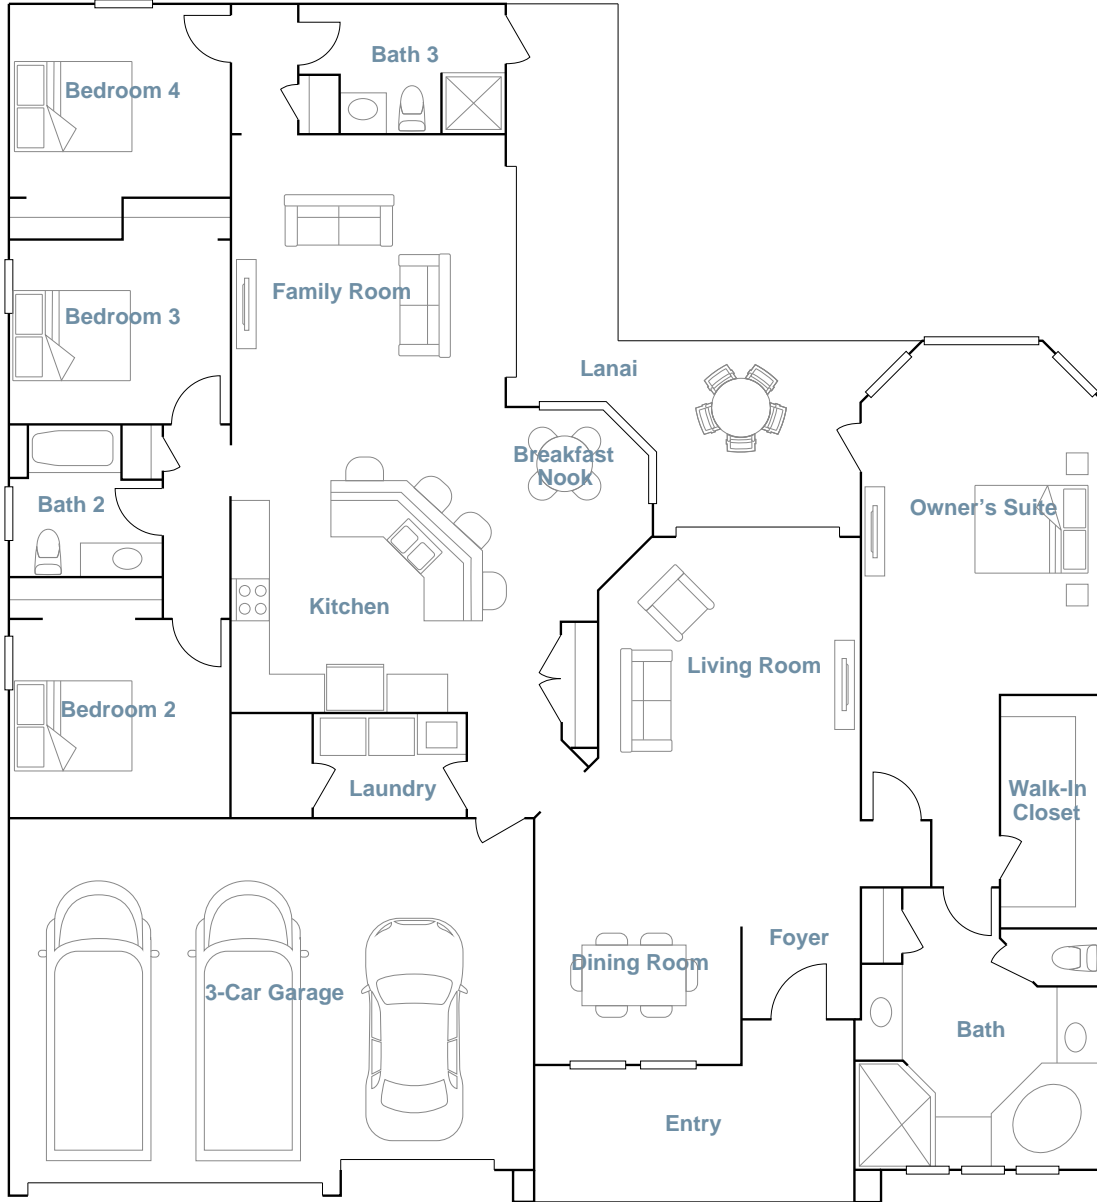 Bath 3
Bedroom 4
Family Room
Bedroom 3
Lanai
Breakfast
Nook
Bath 2
Owner's Suite
Kitchen
Living Room
Bedroom 2
Laundry
Walk-In
Closet
Foyer
Dining Room
3-Car Garage
Bath
Entry